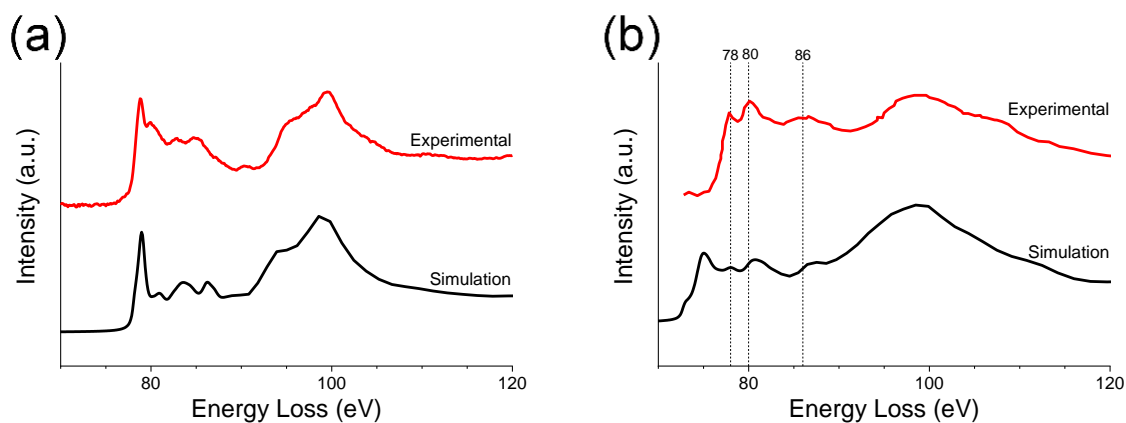 (a)
Experimental
Simulation
Intensity (a.u.)
80
100
120
Energy Loss (eV)
(b)
78
80
86
Experimental
Simulation
Intensity (a.u.)
80
100
120
Energy Loss (eV)